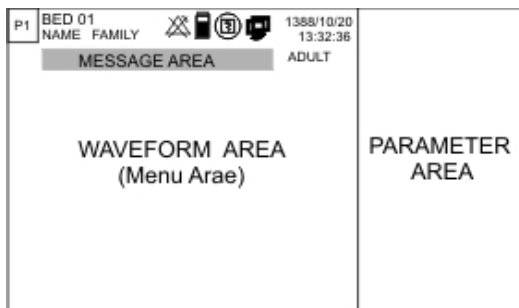 P1
BED 01
NAME FAMILY
1388/10/20
13:32:36
MESSAGE AREA
ADULT
WAVEFORM AREA
(Menu Arae)
PARAMETER
AREA